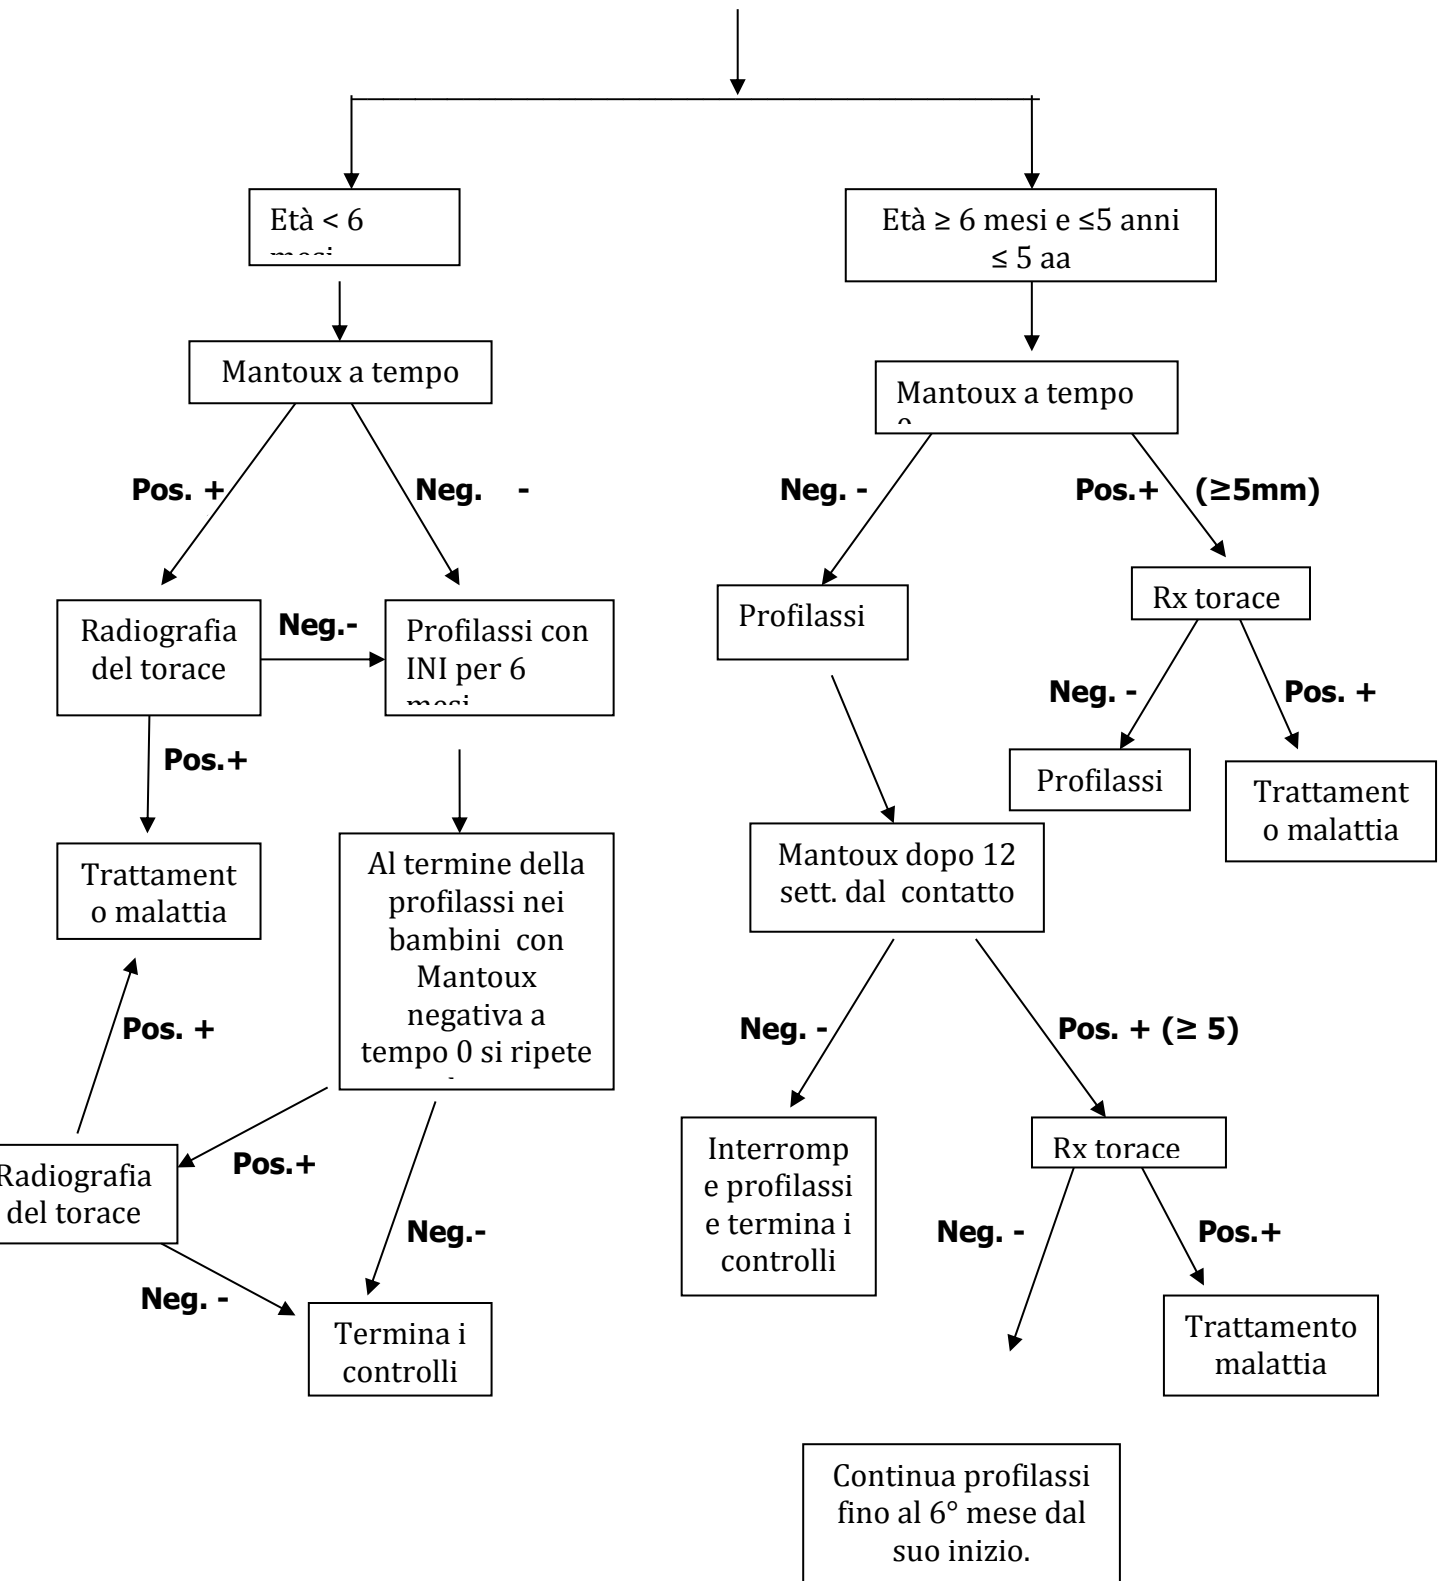 Età < 6
Età ≥ 6 mesi e ≤5 anni
≤ 5 aa
Mantoux a tempo
Mantoux a tempo
Pos. +
Neg. -
Neg. -
Pos.+ (≥5mm)
Radiografia
del torace
Neg.-
Profilassi con
INI per 6
Profilassi
Rx torace
Neg. -
Pos. +
Pos.+
Profilassi
Trattament
o malattia
Trattament
o malattia
Al termine della
profilassi nei
bambini con
Mantoux
negativa a
tempo 0 si ripete
Mantoux dopo 12
sett. dal contatto
Pos. +
Neg. -
Pos. + (≥ 5)
Radiografia
del torace
Pos.+
Neg.-
Neg. -
Termina i
controlli
Interromp
e profilassi
e termina i
controlli
Rx torace
Neg. -
Pos.+
Trattamento
malattia
Continua profilassi
fino al 6° mese dal
suo inizio.